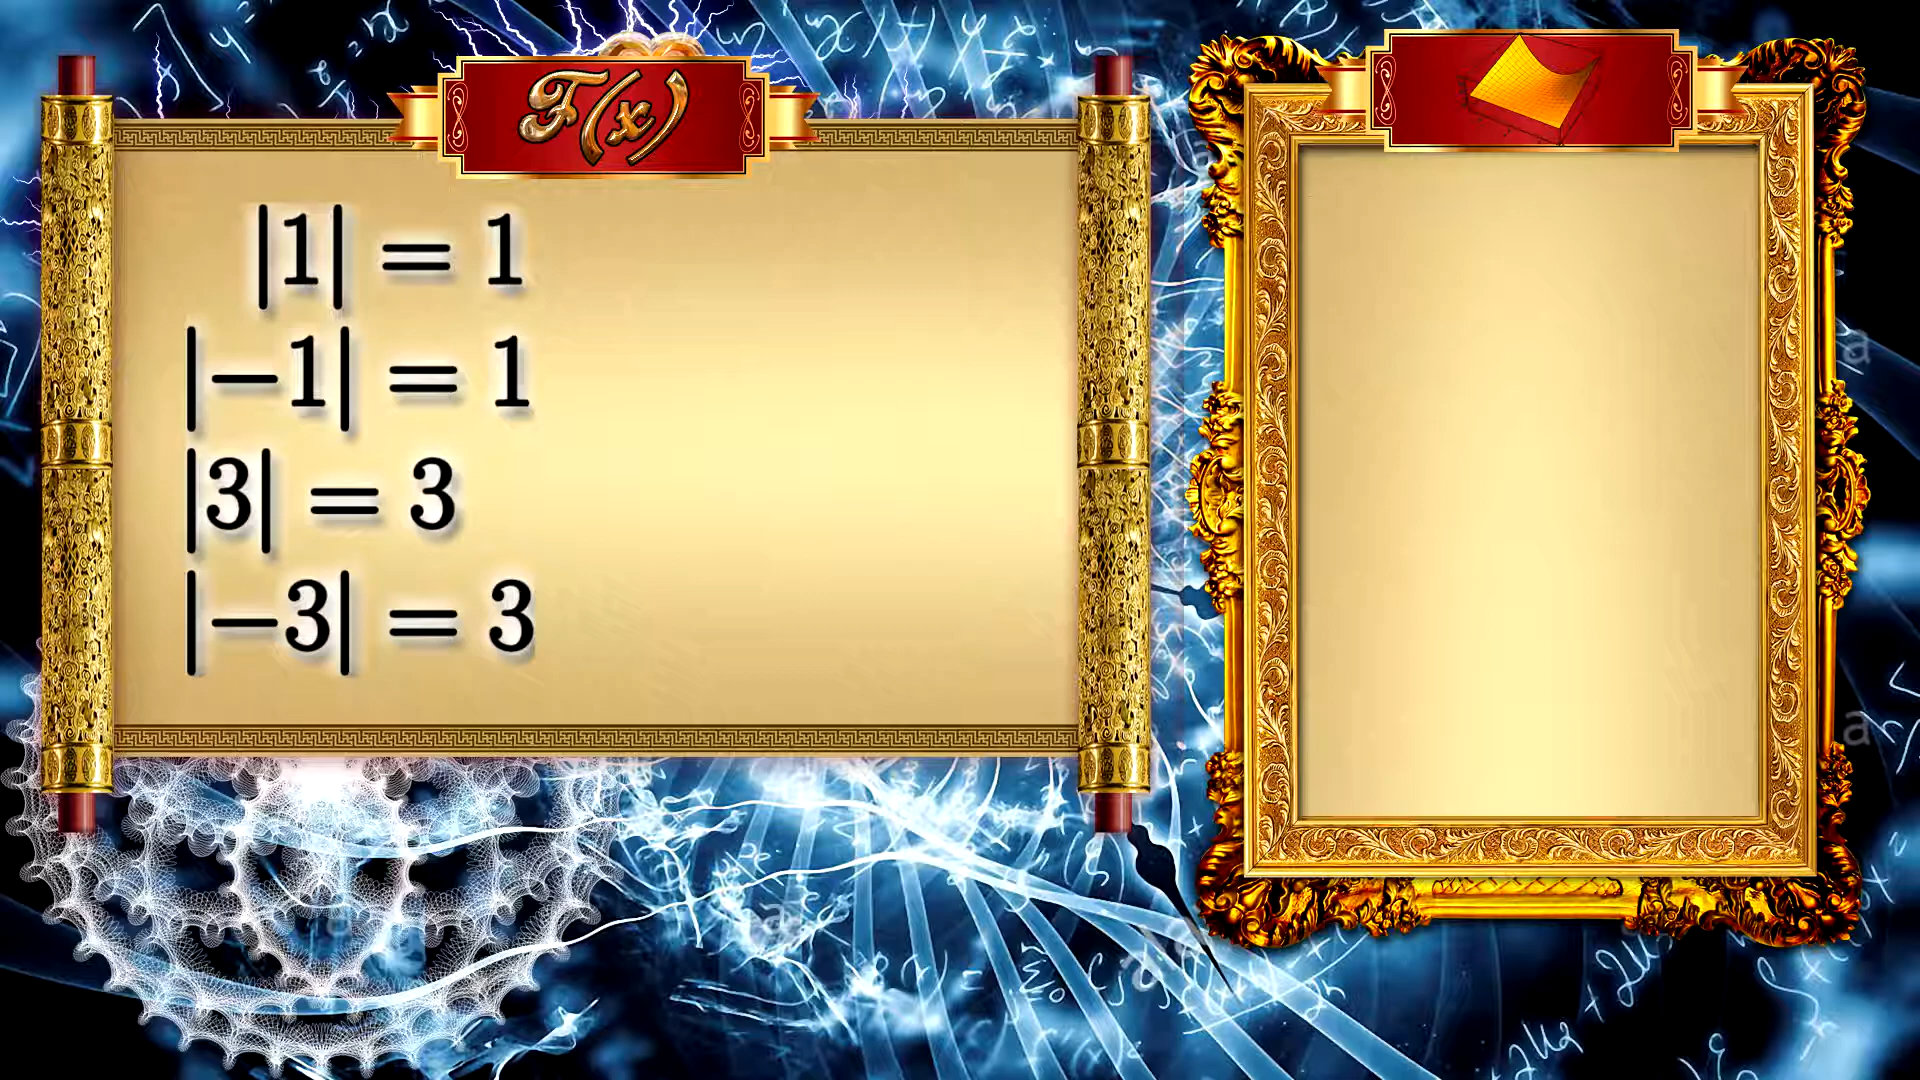 F(x)
|1| = 1
|−1| = 1
|3| = 3
|−3| = 3